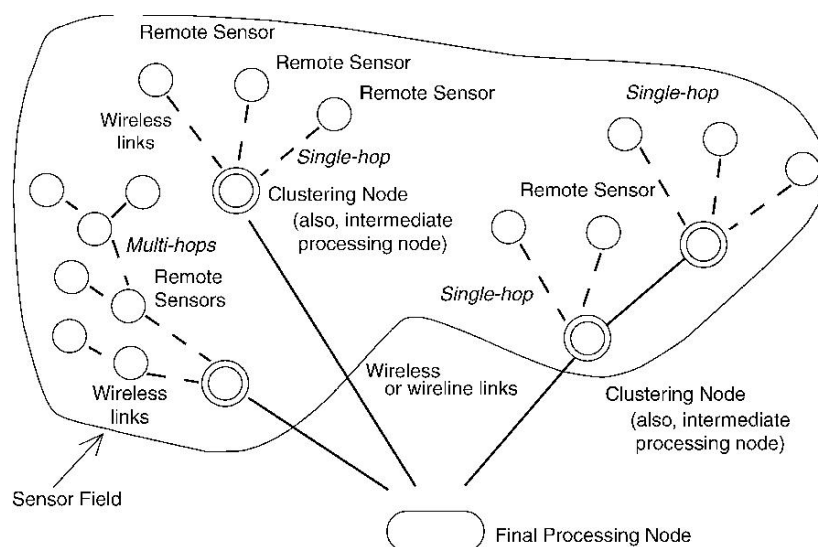 Remote Sensor
Remote Sensor
Remote Sensor
Single-hop
Wireless
links
Single-hop
Clustering Node
(also, intermediate
processing node)
Remote Sensor
Multi-hops
Remote
Sensors
Single-hop
Wireless
or wireline links
Wireless
links
Clustering Node
(also, intermediate
processing node)
Sensor Field
Final Processing Node